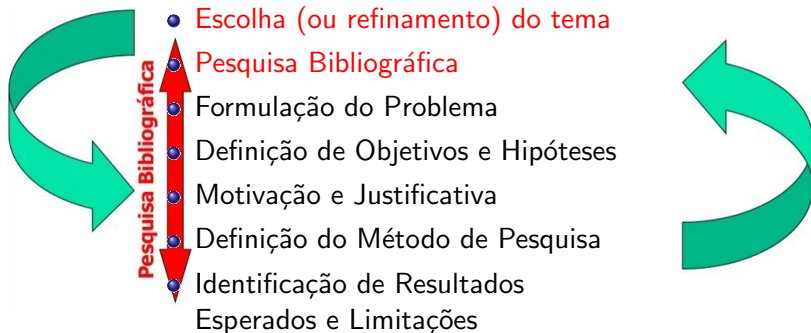 Escolha (ou refinamento) do tema
Pesquisa Bibliográfica
Formulação do Problema
Definição de Objetivos e Hipóteses
Motivação e Justificativa
Definição do Método de Pesquisa
Identificação de Resultados
Esperados e Limitações
Pesquisa Bibliográfica